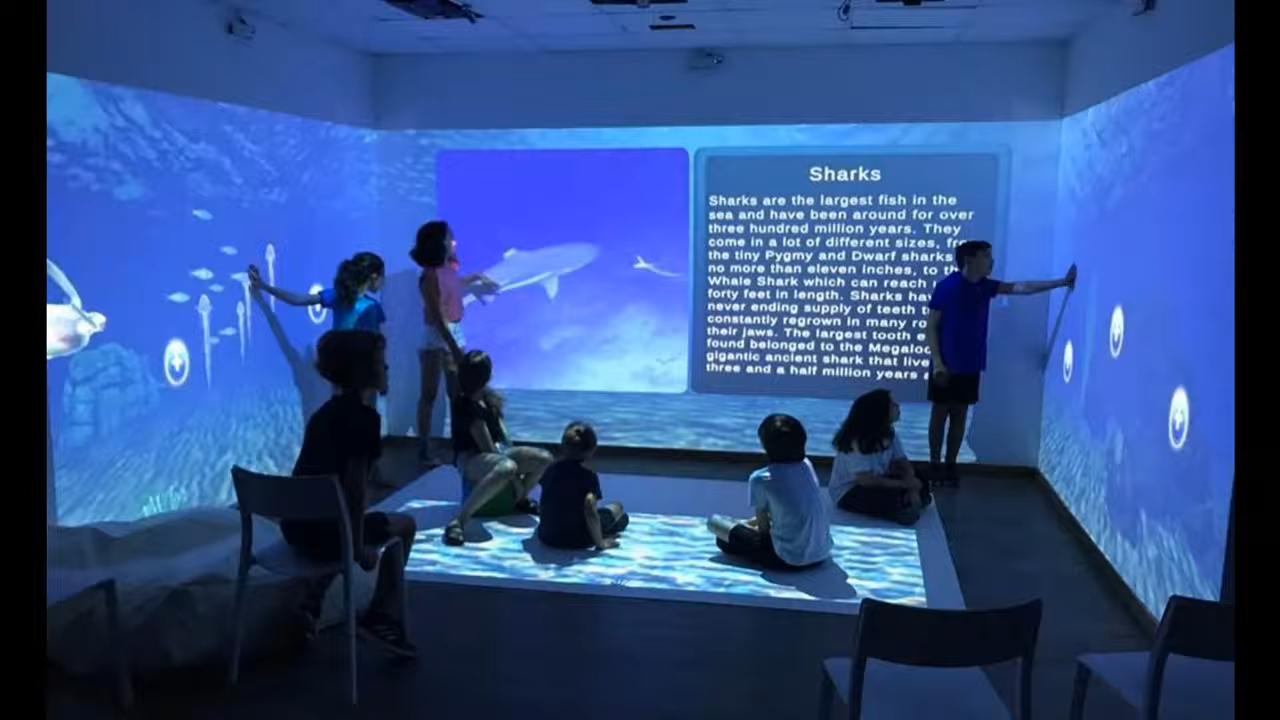 Sharks
Sharks are the largest fish in the
sea and have been around for over
three hundred million years. They
come in a lot of different sizes,
the tiny Pygmy and Dwarf sharks
no more than eleven inches, to
Whale Shark which can reach
forty feet in length. Sharks
never ending supply of teeth
constantly regrown in many
their jaws. The largest tooth
found belonged to the
gigantic ancient shark that
three and a half million years